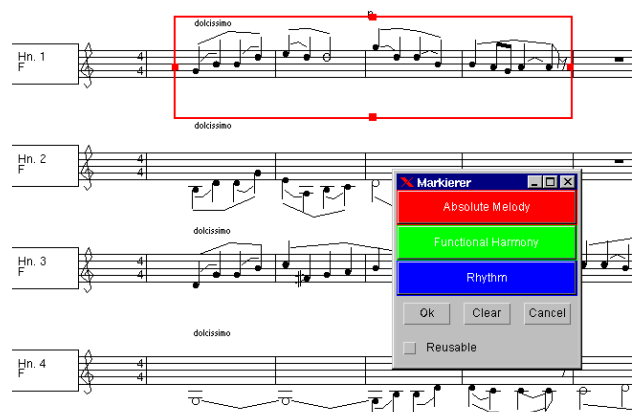 dolcissimo
Hn. 1
F
4
4
dolcissimo
Hn. 2
F
4
4
Markierer
Absolute Melody
Functional Harmony
Rhythm
Ok Clear Cancel
Reusable
dolcissimo
Hn. 3
F
4
4
dolcissimo
Hn. 4
F
4
4